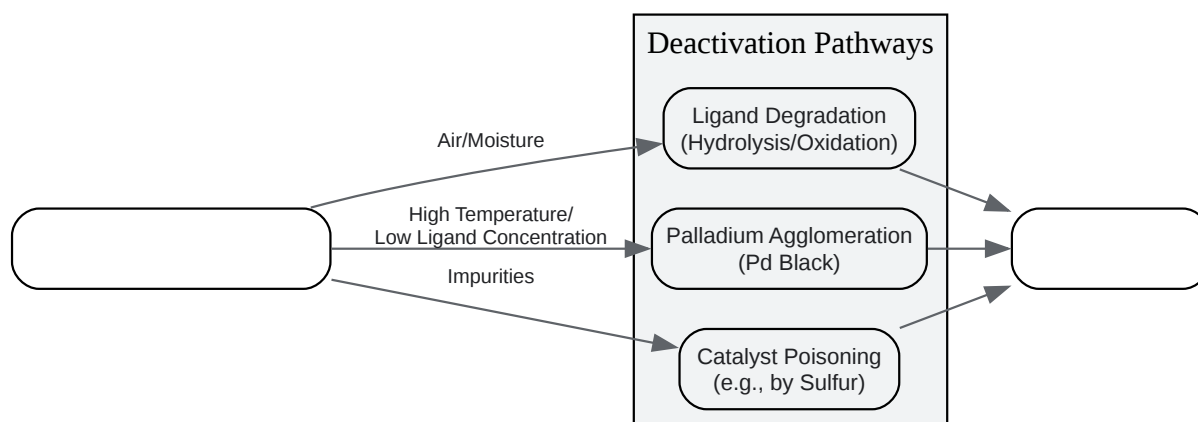 Deactivation Pathways
Ligand Degradation
(Hydrolysis/Oxidation)
Air/Moisture
High Temperature/
Low Ligand Concentration
Palladium Agglomeration
(Pd Black)
Impurities
Catalyst Poisoning
(e.g., by Sulfur)